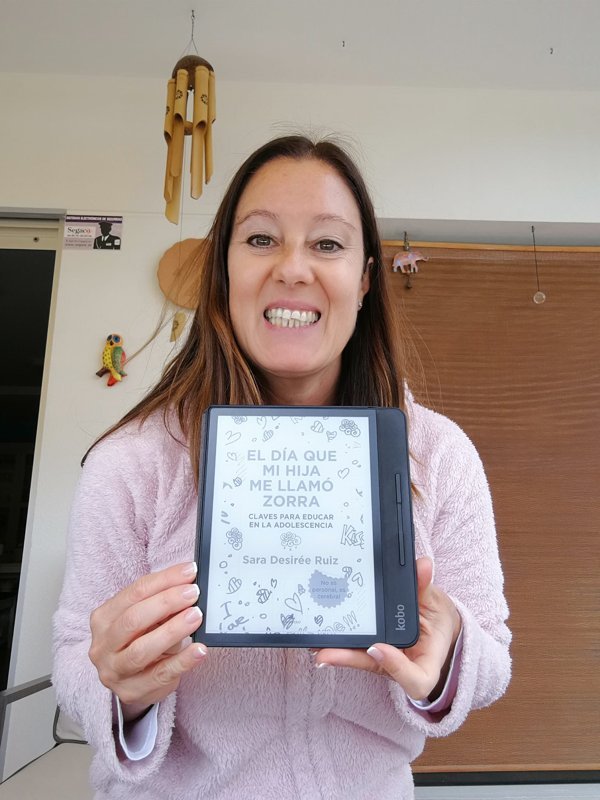 Segaco
EL DÍA QUE
MI HIJA
ME LLAMÓ
ZORRA
CLAVES PARA EDUCAR
EN LA ADOLESCENCIA
Sara Desirée Ruiz
No es
personal, es
cerebral
kobo